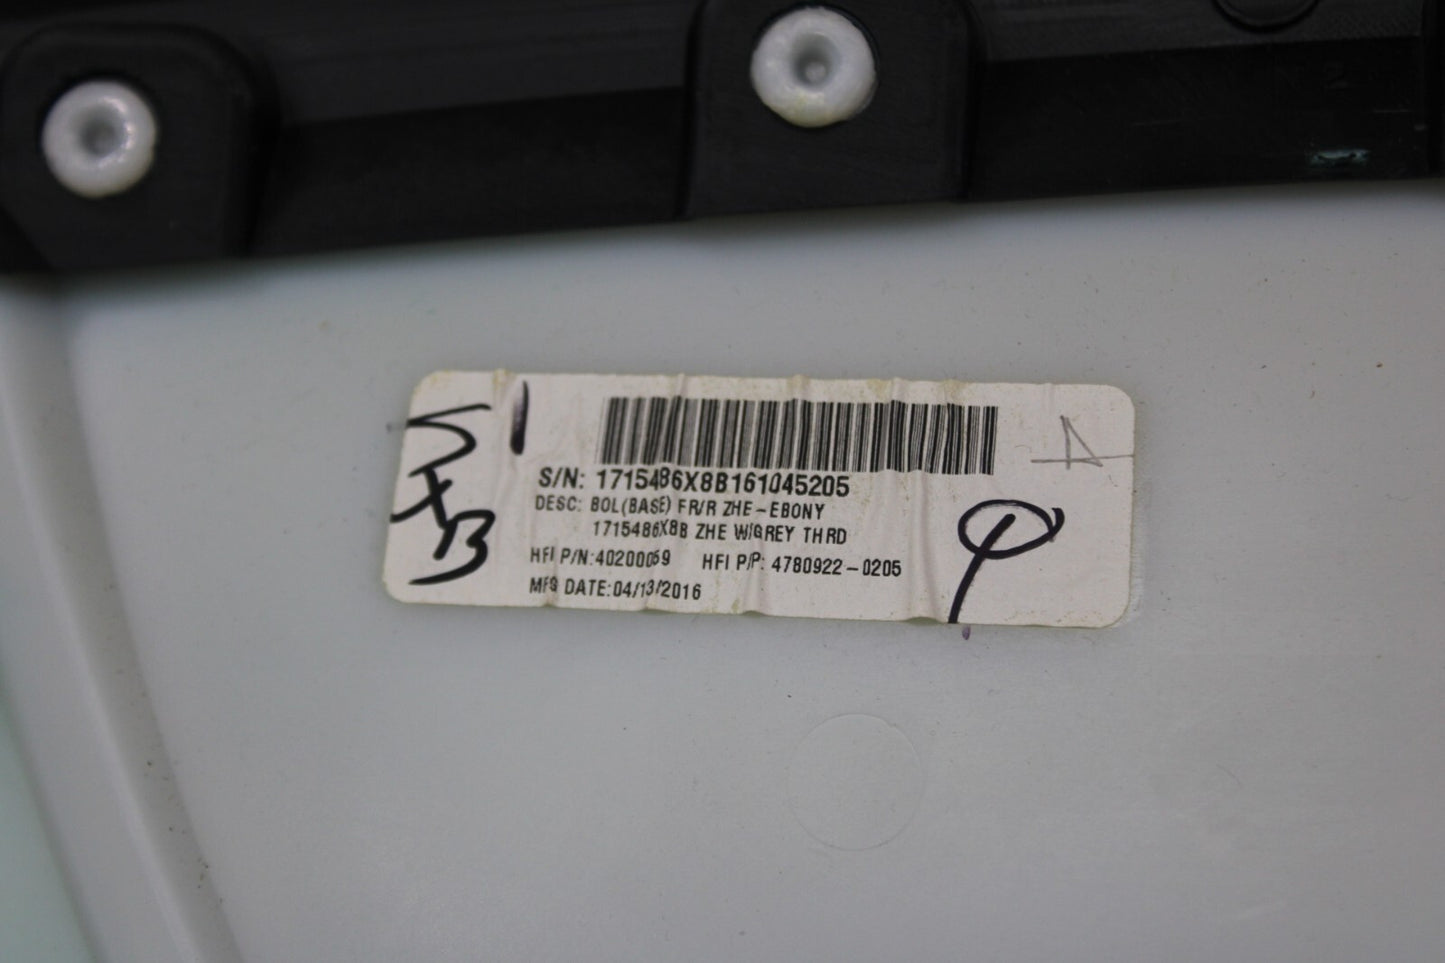 S/N: 1715486X8B161045205
DESC: BOL(BASE) FR/R ZHE-EBONY
1715486X8B ZHE W/GREY THRD
HFI P/N:40200059 HFI P/P: 4780922-0205
MFG DATE:04/13/2016